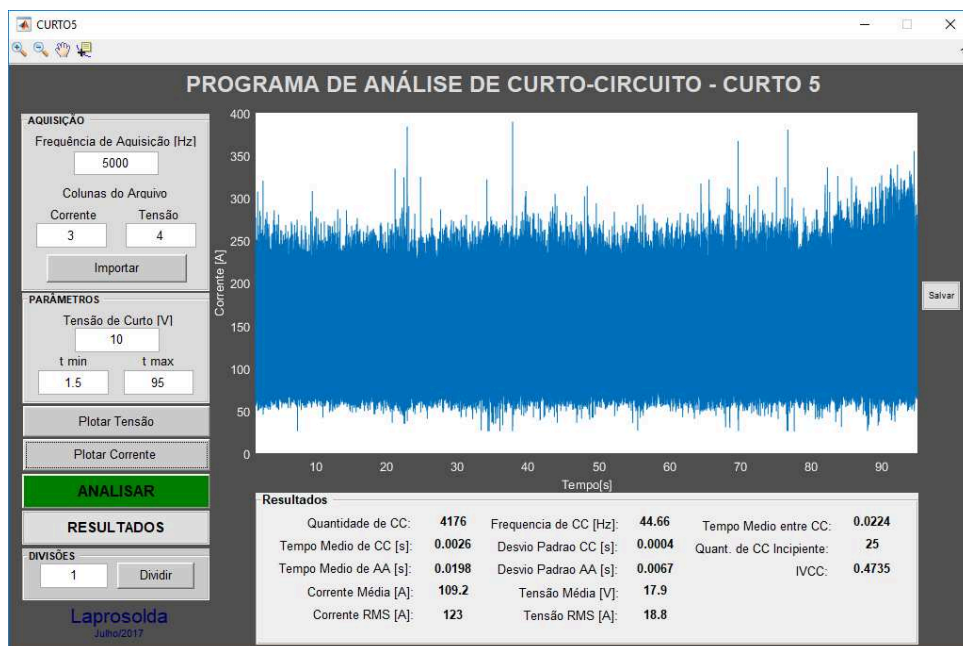 CURTO5
PROGRAMA DE ANÁLISE DE CURTO-CIRCUITO - CURTO 5
AQUISIÇÃO
Frequência de Aquisição [Hz]
5000
Colunas do Arquivo
Corrente Tensão
3 4
Importar
PARÂMETROS
Tensão de Curto [V]
10
t min t max
1.5 95
Plotar Tensão
Plotar Corrente
ANALISAR
RESULTADOS
DIVISÕES
1 Dividir
Laprosolda
Julho/2017
400
350
300
250
200
150
100
50
0
Corrente [A]
10 20 30 40 50 60 70 80 90
Tempo[s]
Salvar
Resultados
Quantidade de CC: 4176 Frequencia de CC [Hz]: 44.66 Tempo Medio entre CC: 0.0224
Tempo Medio de CC [s]: 0.0026 Desvio Padrao CC [s]: 0.0004 Quant. de CC Incipiente: 25
Tempo Medio de AA [s]: 0.0198 Desvio Padrao AA [s]: 0.0067 IVCC: 0.4735
Corrente Média [A]: 109.2 Tensão Média [V]: 17.9
Corrente RMS [A]: 123 Tensão RMS [A]: 18.8